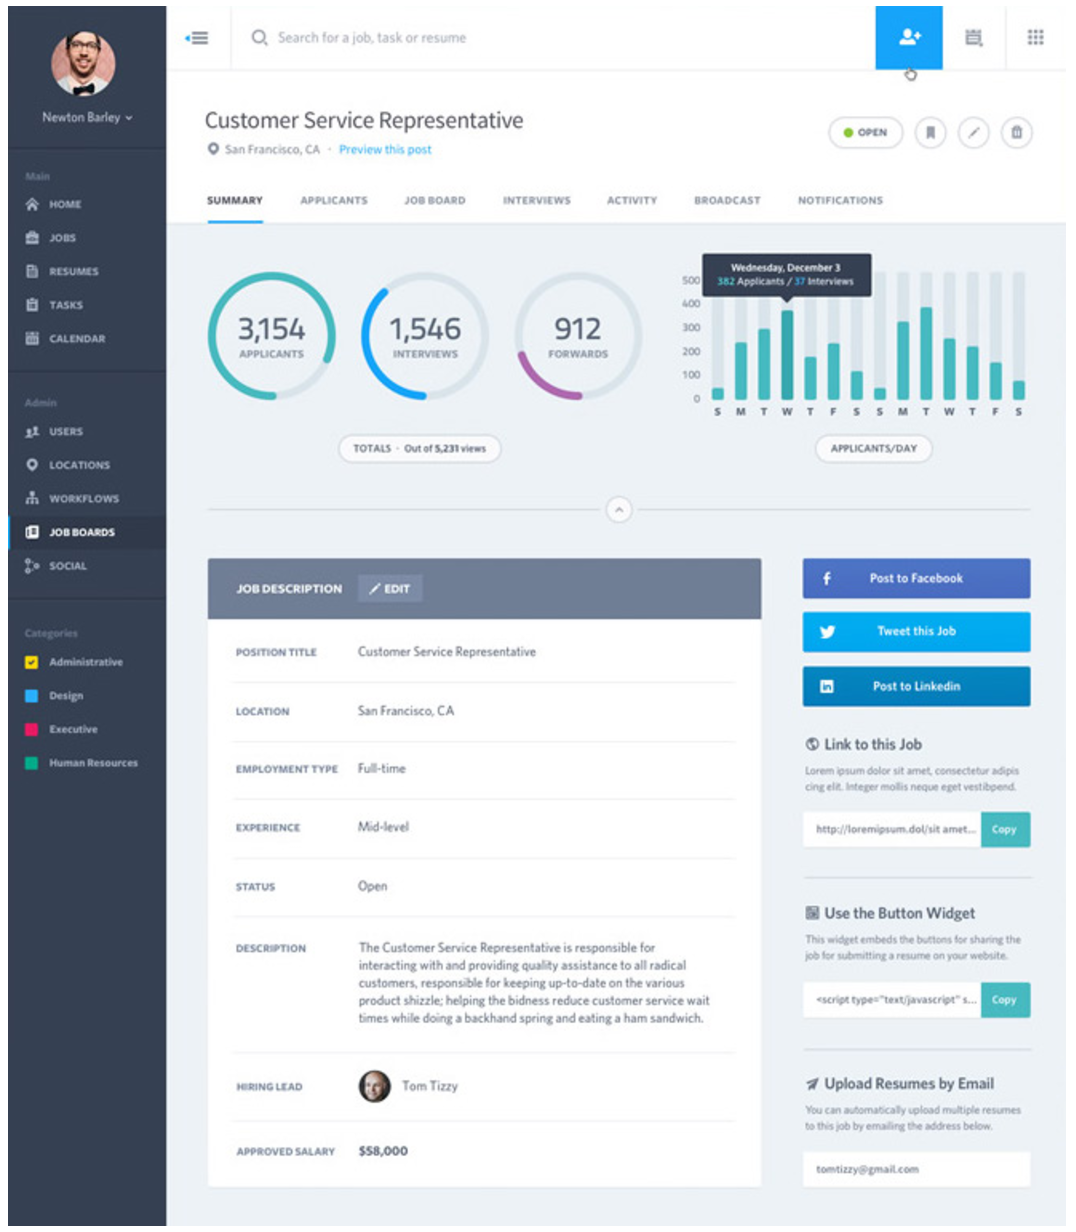 Newton Barley
Main
HOME
JOBS
RESUMES
TASKS
CALENDAR
Admin
USERS
LOCATIONS
WORKFLOWS
JOB BOARDS
SOCIAL
Categories
Administrative
Design
Executive
Human Resources
Search for a job, task or resume
Customer Service Representative
San Francisco, CA · Preview this post
OPEN
SUMMARY APPLICANTS JOB BOARD INTERVIEWS ACTIVITY BROADCAST NOTIFICATIONS
3,154
APPLICANTS
1,546
INTERVIEWS
912
FORWARDS
TOTALS · Out of 5,231 views
Wednesday, December 3
382 Applicants / 37 Interviews
500
400
300
200
100
0
S M T W T F S S M T W T F S
APPLICANTS/DAY
JOB DESCRIPTION EDIT
POSITION TITLE Customer Service Representative
LOCATION San Francisco, CA
EMPLOYMENT TYPE Full-time
EXPERIENCE Mid-level
STATUS Open
DESCRIPTION The Customer Service Representative is responsible for
interacting with and providing quality assistance to all radical
customers, responsible for keeping up-to-date on the various
product shizzle; helping the bidness reduce customer service wait
times while doing a backhand spring and eating a ham sandwich.
HIRING LEAD Tom Tizzy
APPROVED SALARY $58,000
Post to Facebook
Tweet this Job
Post to Linkedin
Link to this Job
Lorem ipsum dolor sit amet, consectetur adipis
cing elit. Integer mollis neque eget vestibpend.
http://loremipsum.dol/sit amet... Copy
Use the Button Widget
This widget embeds the buttons for sharing the
job for submitting a resume on your website.
<script type="text/javascript" s... Copy
Upload Resumes by Email
You can automatically upload multiple resumes
to this job by emailing the address below.
tomtizzy@gmail.com